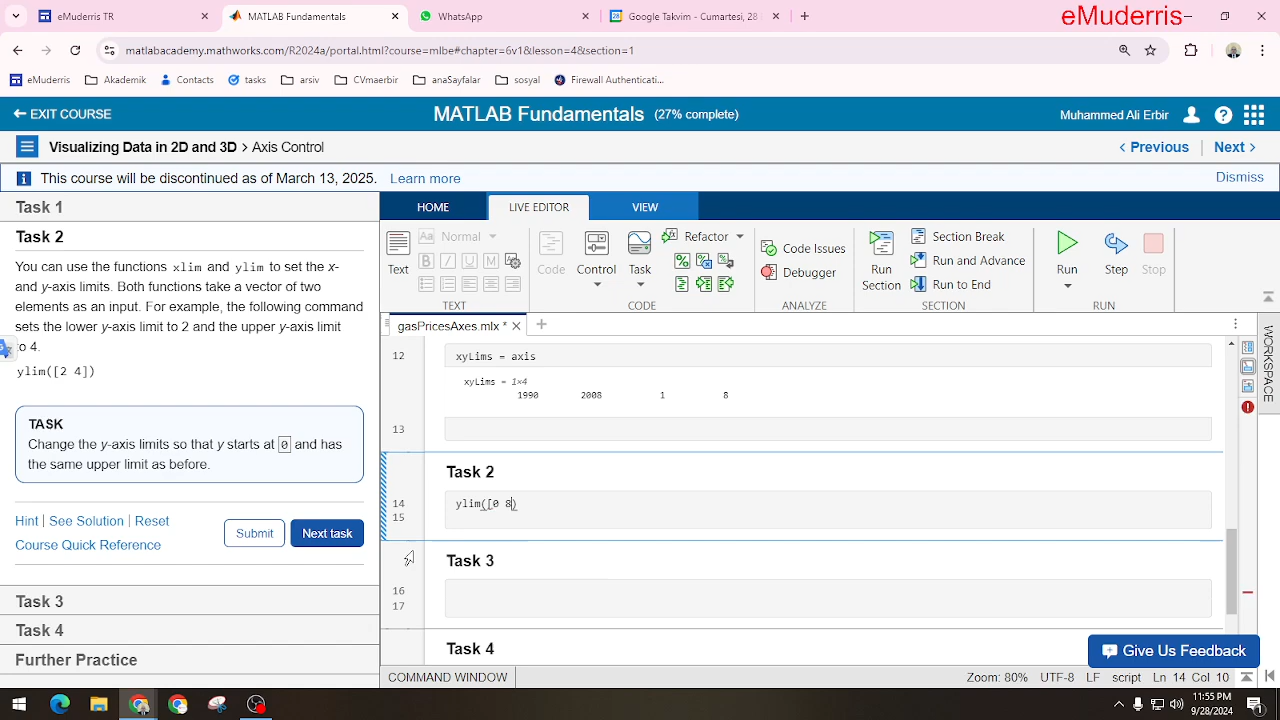 eMuderris TR
MATLAB Fundamentals
WhatsApp
Google Takvim - Cumartesi, 28
eMuderris
matlabacademy.mathworks.com/R2024a/portal.html?course=mlbe#chapter=6v1&lesson=4&section=1
eMuderris
Akademik
Contacts
tasks
arsiv
CVmaerbir
anaSayfalar
sosyal
Firewall Authenticati...
EXIT COURSE
MATLAB Fundamentals (27% complete)
Muhammed Ali Erbir
Visualizing Data in 2D and 3D > Axis Control
< Previous
Next >
This course will be discontinued as of March 13, 2025. Learn more
Dismiss
Task 1
Task 2
You can use the functions xlim and ylim to set the x-
and y-axis limits. Both functions take a vector of two
elements as an input. For example, the following command
sets the lower y-axis limit to 2 and the upper y-axis limit
to 4.
ylim([2 4])
TASK
Change the y-axis limits so that y starts at 0 and has
the same upper limit as before.
Hint | See Solution | Reset
Course Quick Reference
Submit
Next task
Task 3
Task 4
Further Practice
HOME
LIVE EDITOR
VIEW
Text
Aa Normal
B I U M
TEXT
Code
Control
Task
Refactor
CODE
Code Issues
Debugger
ANALYZE
Run
Section
Section Break
Run and Advance
Run to End
SECTION
Run
Step
Stop
RUN
gasPricesAxes.mlx *
WORKSPACE
12 xyLims = axis
xyLims = 1×4
1990 2008 1 8
13
Task 2
14 ylim([0 8)
15
Task 3
16
17
Task 4
Give Us Feedback
COMMAND WINDOW
Zoom: 80% UTF-8 LF script Ln 14 Col 10
11:55 PM
9/28/2024